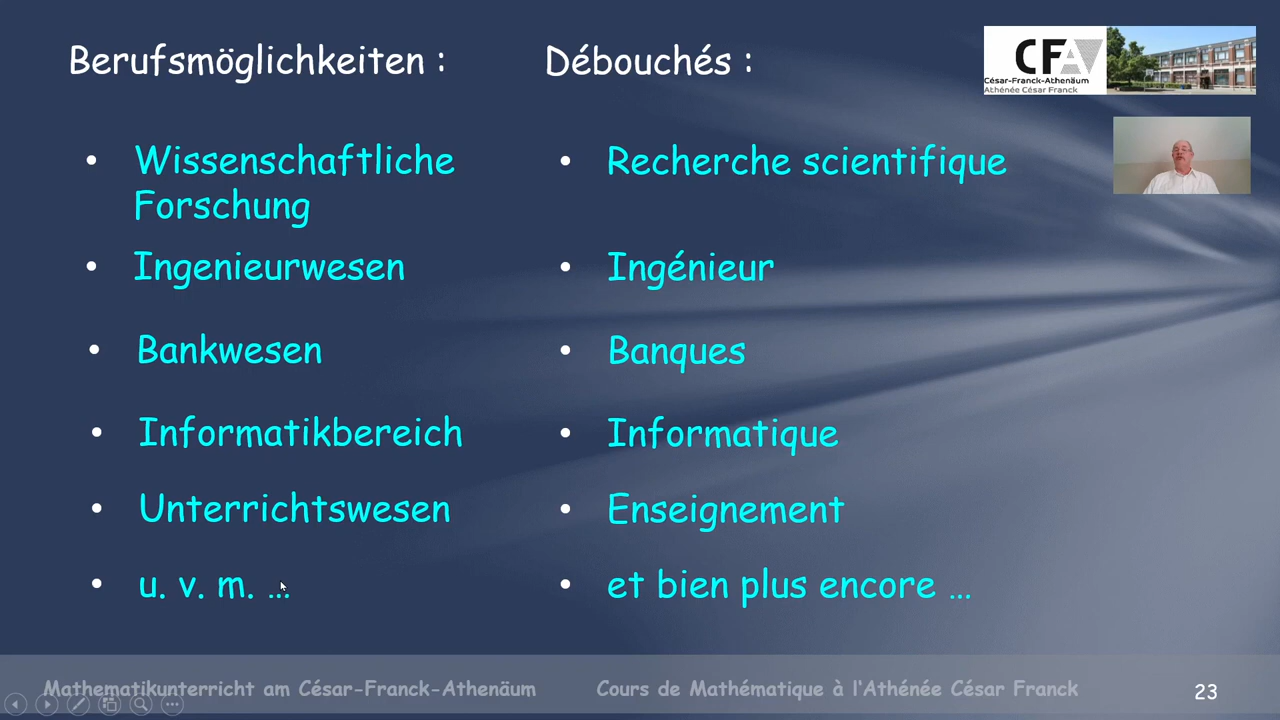 Berufsmöglichkeiten :
Wissenschaftliche
Forschung
Ingenieurwesen
Bankwesen
Informatikbereich
Unterrichtswesen
u. v. m. …
Débouchés :
Recherche scientifique
Ingénieur
Banques
Informatique
Enseignement
et bien plus encore …
CFA
César-Franck-Athenäum
Athénée César Franck
Mathematikunterricht am César-Franck-Athenäum
Cours de Mathématique à l'Athénée César Franck
23